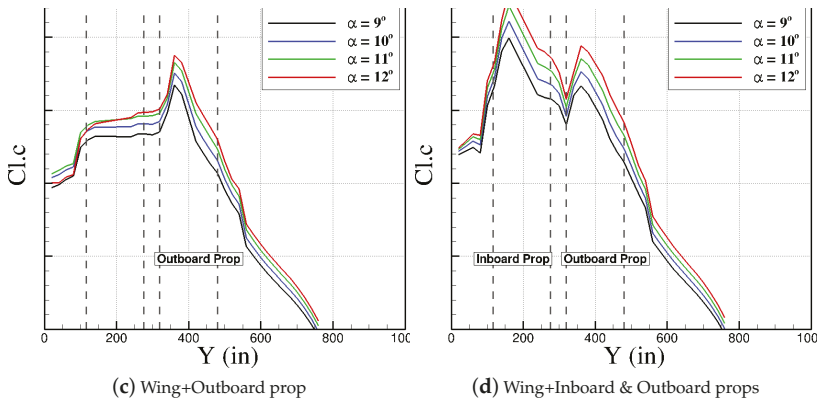 α = 9°
α = 10°
α = 11°
α = 12°
Cl.c
Outboard Prop
0 200 400 600 800 100
Y (in)
(c) Wing+Outboard prop
α = 9°
α = 10°
α = 11°
α = 12°
Cl.c
Inboard Prop
Outboard Prop
0 200 400 600 800 100
Y (in)
(d) Wing+Inboard & Outboard props